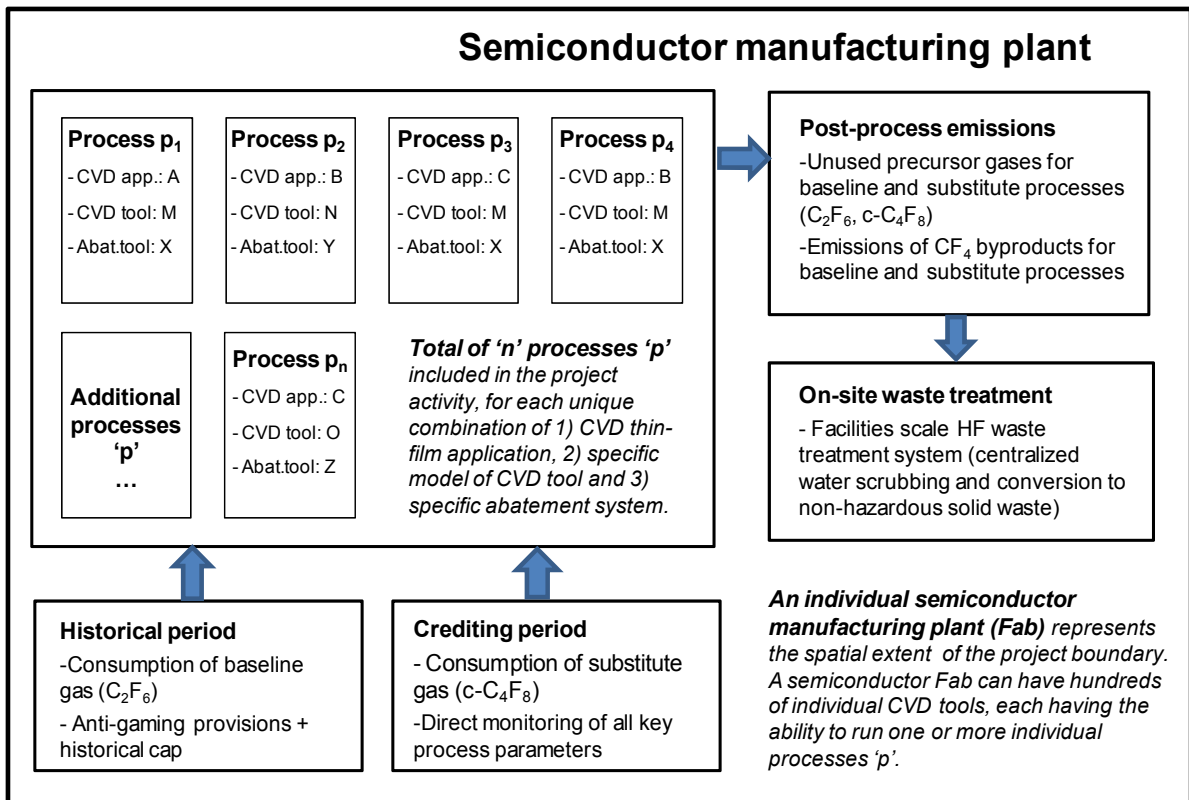 Semiconductor manufacturing plant
Process p₁
- CVD app.: A
- CVD tool: M
- Abat.tool: X
Process p₂
- CVD app.: B
- CVD tool: N
- Abat.tool: Y
Process p₃
- CVD app.: C
- CVD tool: M
- Abat.tool: X
Process p₄
- CVD app.: B
- CVD tool: M
- Abat.tool: X
Additional
processes
‘p’
…
Process pₙ
- CVD app.: C
- CVD tool: O
- Abat.tool: Z
Total of ‘n’ processes ‘p’
included in the project
activity, for each unique
combination of 1) CVD thin-
film application, 2) specific
model of CVD tool and 3)
specific abatement system.
Post-process emissions
-Unused precursor gases for
baseline and substitute processes
(C₂F₆, c-C₄F₈)
-Emissions of CF₄ byproducts for
baseline and substitute processes
On-site waste treatment
- Facilities scale HF waste
treatment system (centralized
water scrubbing and conversion to
non-hazardous solid waste)
Historical period
-Consumption of baseline
gas (C₂F₆)
- Anti-gaming provisions +
historical cap
Crediting period
- Consumption of substitute
gas (c-C₄F₈)
-Direct monitoring of all key
process parameters
An individual semiconductor
manufacturing plant (Fab) represents
the spatial extent of the project boundary.
A semiconductor Fab can have hundreds
of individual CVD tools, each having the
ability to run one or more individual
processes ‘p’.